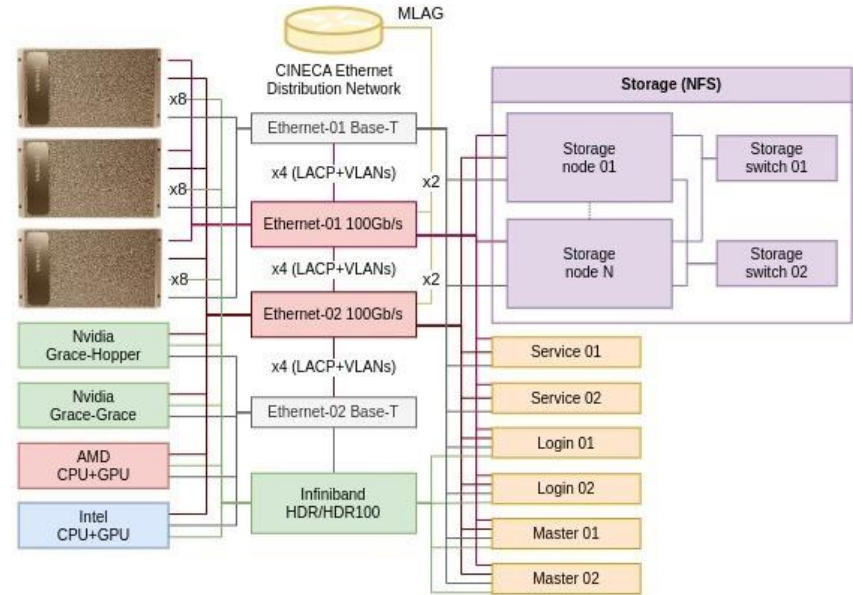 MLAG
CINECA Ethernet
Distribution Network
x8
x8
x8
Ethernet-01 Base-T
x4 (LACP+VLANs)
x2
Ethernet-01 100Gb/s
x4 (LACP+VLANs)
x2
Ethernet-02 100Gb/s
x4 (LACP+VLANs)
Ethernet-02 Base-T
Infiniband
HDR/HDR100
Nvidia
Grace-Hopper
Nvidia
Grace-Grace
AMD
CPU+GPU
Intel
CPU+GPU
Storage (NFS)
Storage
node 01
Storage
switch 01
Storage
node N
Storage
switch 02
Service 01
Service 02
Login 01
Login 02
Master 01
Master 02